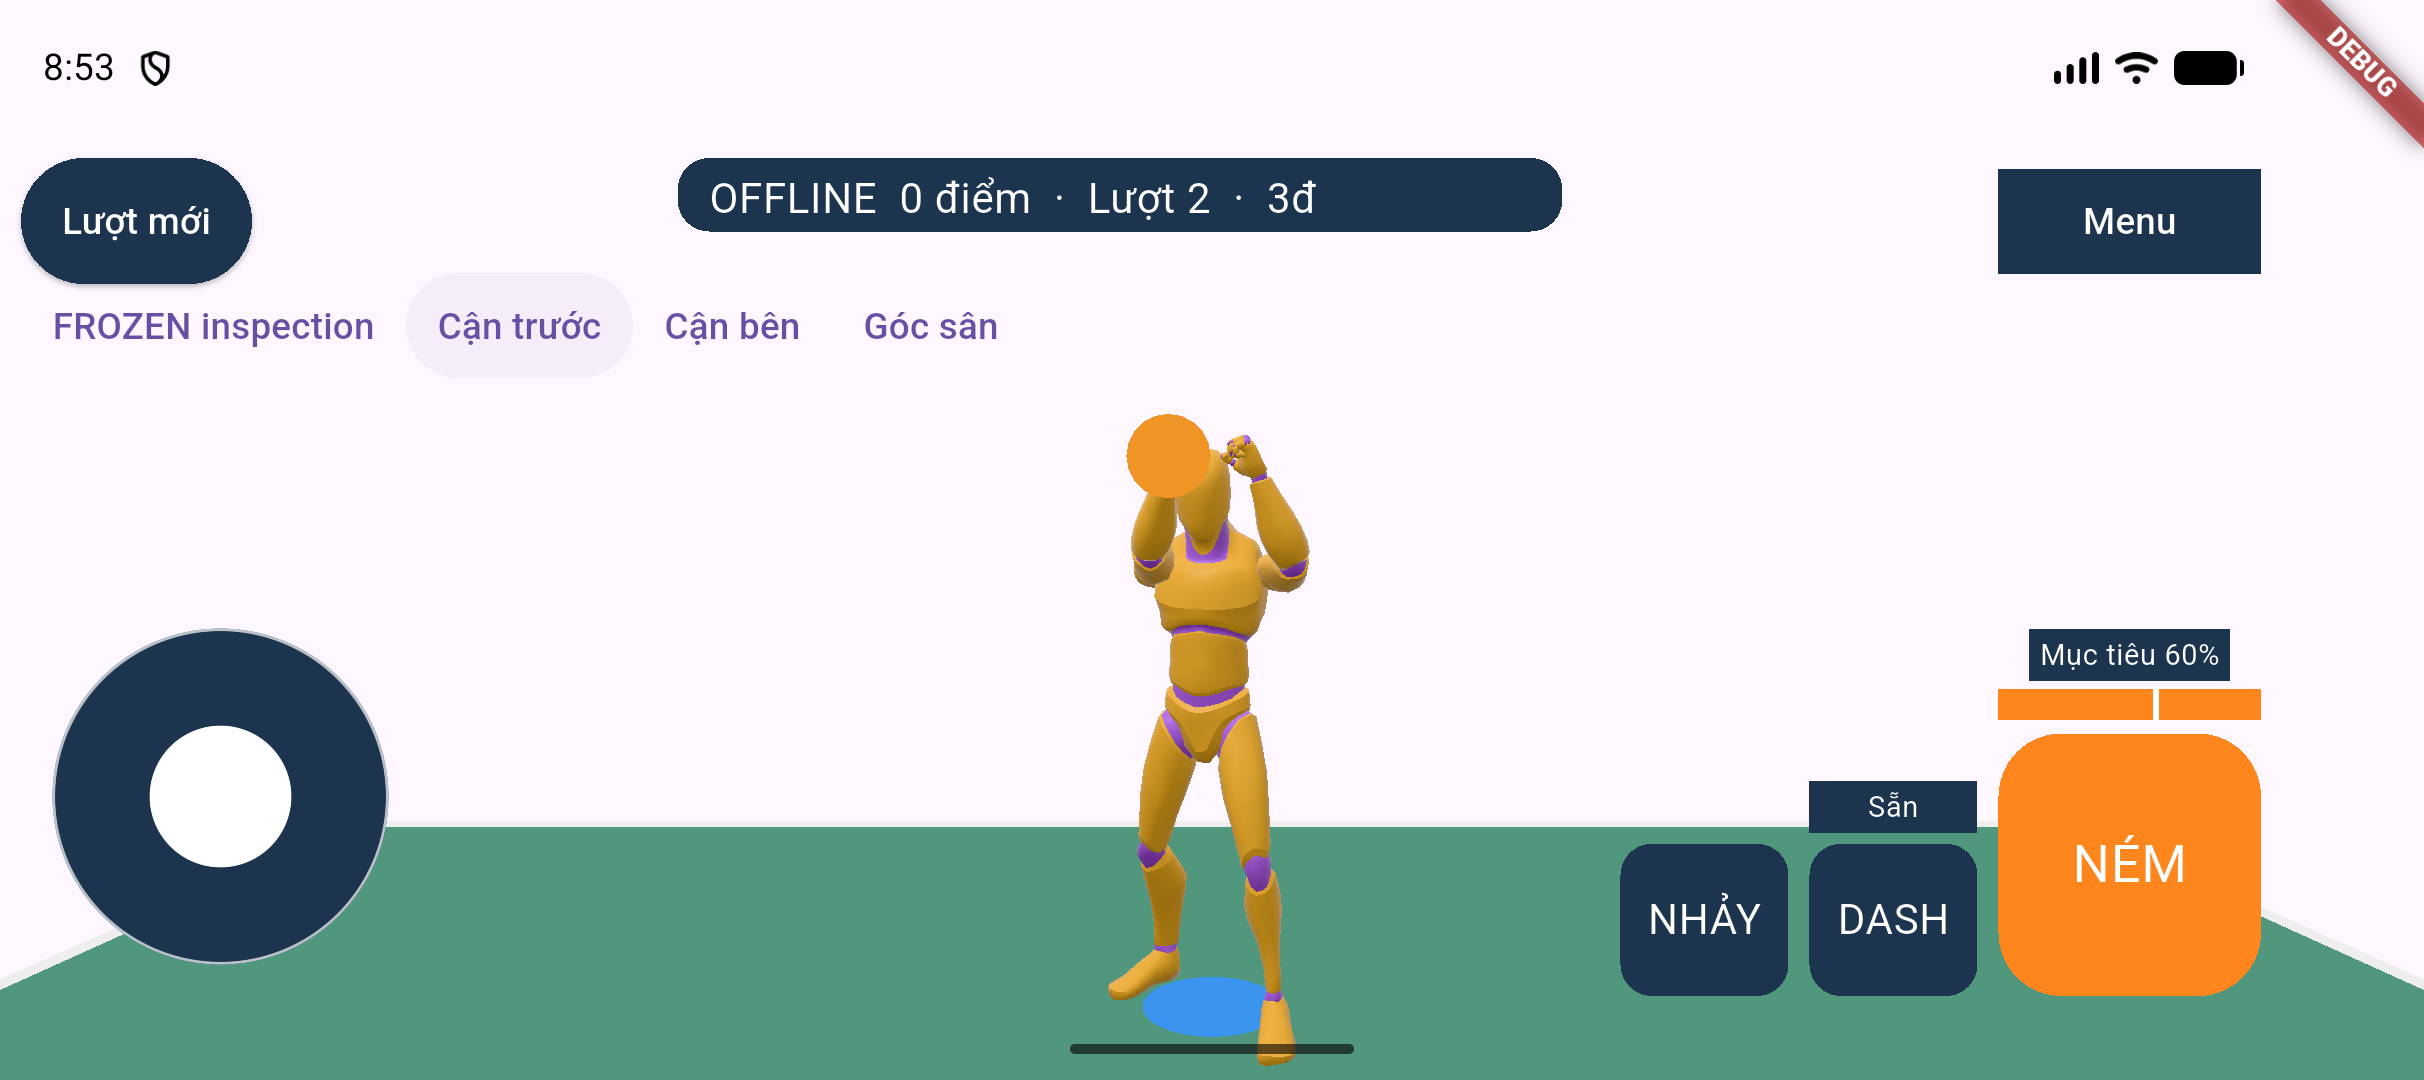 8:53
DEBUG
Lượt mới
OFFLINE 0 điểm · Lượt 2 · 3đ
Menu
FROZEN inspection
Cận trước
Cận bên
Góc sân
Mục tiêu 60%
Sẵn
NHẢY
DASH
NÉM